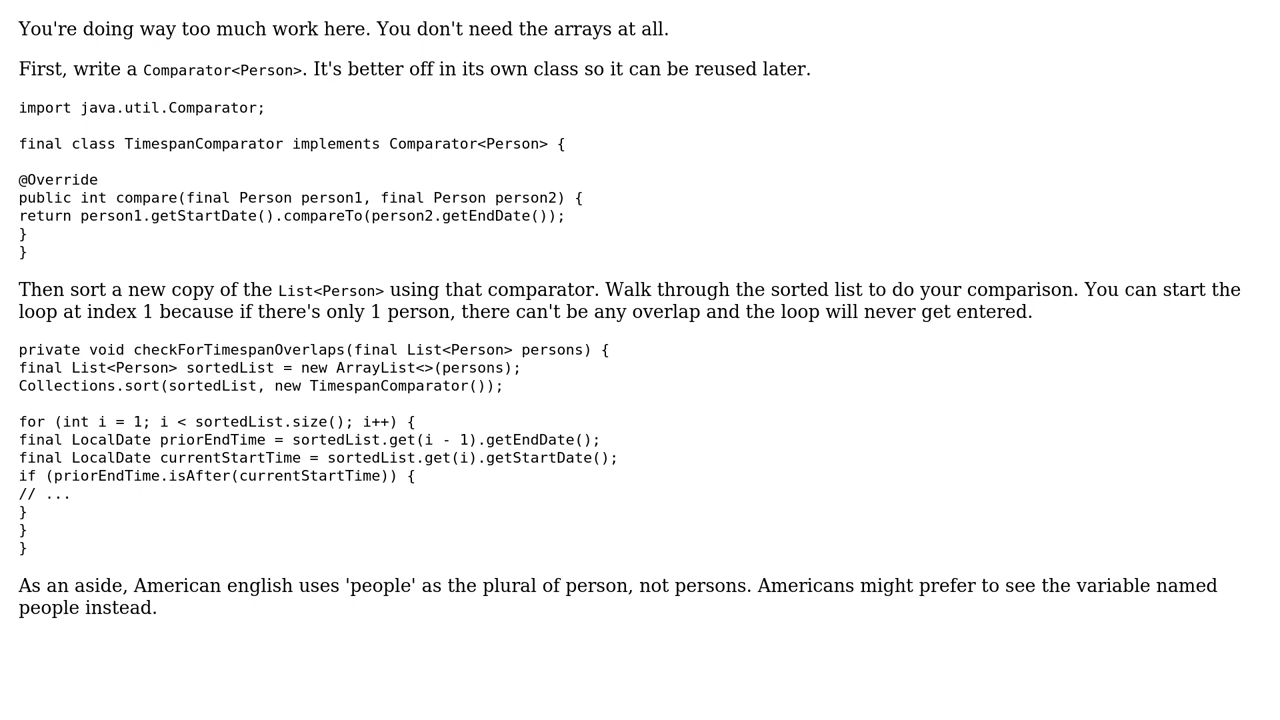 You're doing way too much work here. You don't need the arrays at all.
First, write a Comparator<Person>. It's better off in its own class so it can be reused later.
import java.util.Comparator;
final class TimespanComparator implements Comparator<Person> {
@Override
public int compare(final Person person1, final Person person2) {
return person1.getStartDate().compareTo(person2.getEndDate());
}
}
Then sort a new copy of the List<Person> using that comparator. Walk through the sorted list to do your comparison. You can start the
loop at index 1 because if there's only 1 person, there can't be any overlap and the loop will never get entered.
private void checkForTimespanOverlaps(final List<Person> persons) {
final List<Person> sortedList = new ArrayList<>(persons);
Collections.sort(sortedList, new TimespanComparator());
for (int i = 1; i < sortedList.size(); i++) {
final LocalDate priorEndTime = sortedList.get(i - 1).getEndDate();
final LocalDate currentStartTime = sortedList.get(i).getStartDate();
if (priorEndTime.isAfter(currentStartTime)) {
// ...
}
}
}
As an aside, American english uses 'people' as the plural of person, not persons. Americans might prefer to see the variable named
people instead.